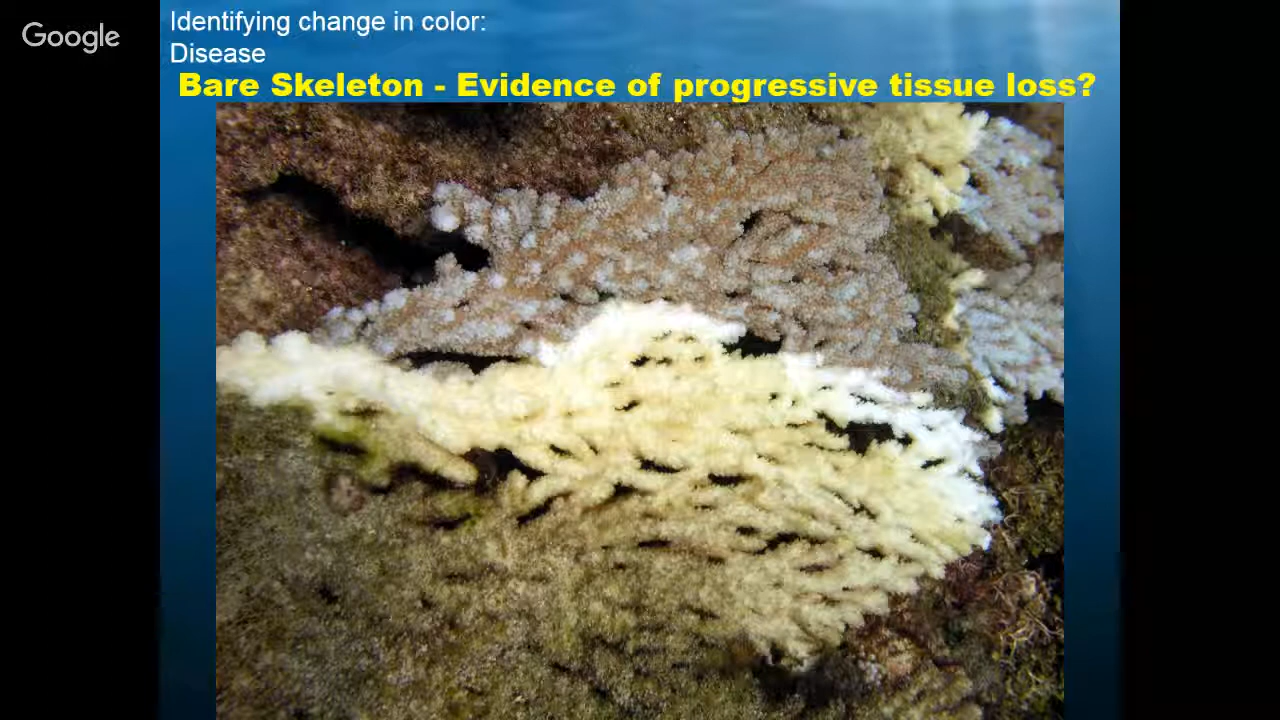 Google
Identifying change in color:
Disease
Bare Skeleton - Evidence of progressive tissue loss?